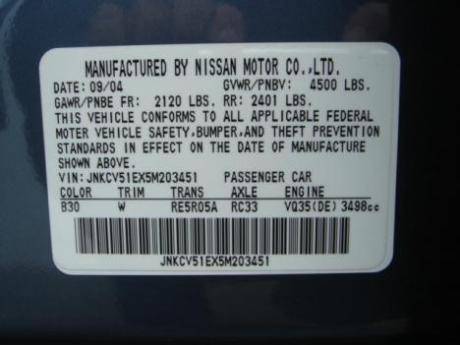 MANUFACTURED BY NISSAN MOTOR CO.,LTD.
DATE: 09/04 GVWR/PNBV: 4500 LBS.
GAWR/PNBE FR: 2120 LBS. RR: 2401 LBS.
THIS VEHICLE CONFORMS TO ALL APPLICABLE FEDERAL
MOTER VEHICLE SAFETY,BUMPER,AND THEFT PREVENTION
STANDARDS IN EFFECT ON THE DATE OF MANUFACTURE
SHOWN ABOVE.
VIN: JNKCV51EX5M203451 PASSENGER CAR
COLOR TRIM TRANS AXLE ENGINE
B30 W RE5R05A RC33 VQ35(DE) 3498cc
JNKCV51EX5M203451